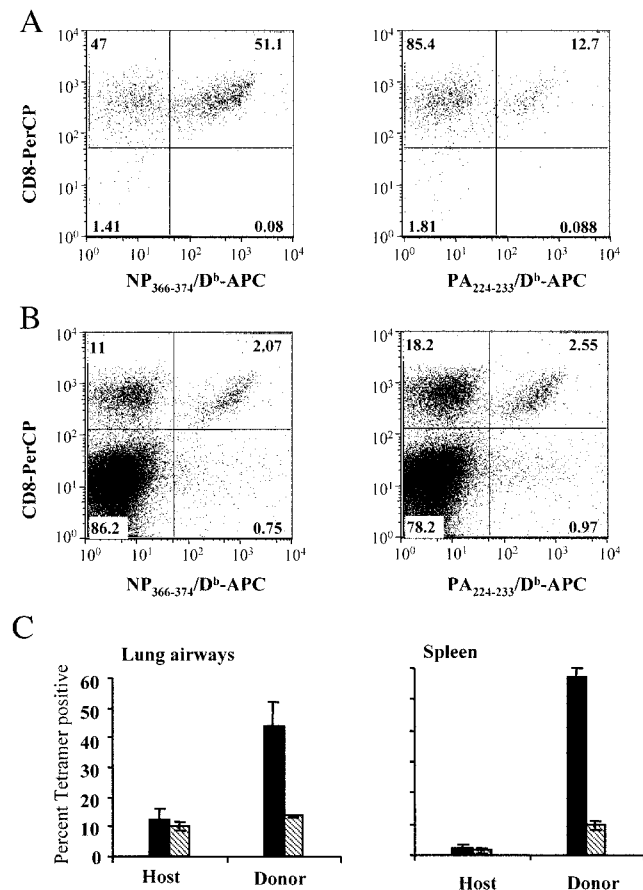 A
47 51.1 85.4 12.7
10⁴ 10⁴
10³ 10³
10² 10²
10¹ 10¹
10⁰ 10⁰
CD8-PerCP
1.41 0.08 1.81 0.088
10⁰ 10¹ 10² 10³ 10⁴ 10⁰ 10¹ 10² 10³ 10⁴
NP₃₆₆₋₃₇₄/Dᵇ-APC PA₂₂₄₋₂₃₃/Dᵇ-APC
B
11 2.07 18.2 2.55
10⁴ 10⁴
10³ 10³
10² 10²
10¹ 10¹
10⁰ 10⁰
CD8-PerCP
86.2 0.75 78.2 0.97
10⁰ 10¹ 10² 10³ 10⁴ 10⁰ 10¹ 10² 10³ 10⁴
NP₃₆₆₋₃₇₄/Dᵇ-APC PA₂₂₄₋₂₃₃/Dᵇ-APC
C
Lung airways Spleen
Percent Tetramer positive
60
50
40
30
20
10
0
Host Donor Host Donor